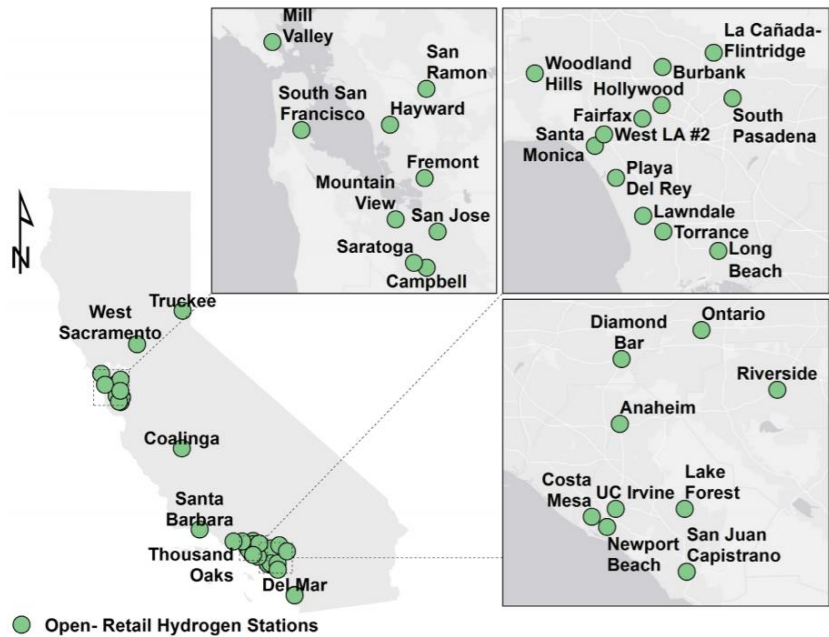 Mill
Valley
San
Ramon
South San
Francisco
Hayward
Fremont
Mountain
View
San Jose
Saratoga
Campbell
La Cañada-
Flintridge
Woodland
Hills
Burbank
Hollywood
Fairfax
South
Pasadena
Santa
Monica
West LA #2
Playa
Del Rey
Lawndale
Torrance
Long
Beach
N
Truckee
West
Sacramento
Coalinga
Santa
Barbara
Thousand
Oaks
Del Mar
Ontario
Diamond
Bar
Riverside
Anaheim
Costa
Mesa
UC Irvine
Lake
Forest
Newport
Beach
San Juan
Capistrano
Open- Retail Hydrogen Stations